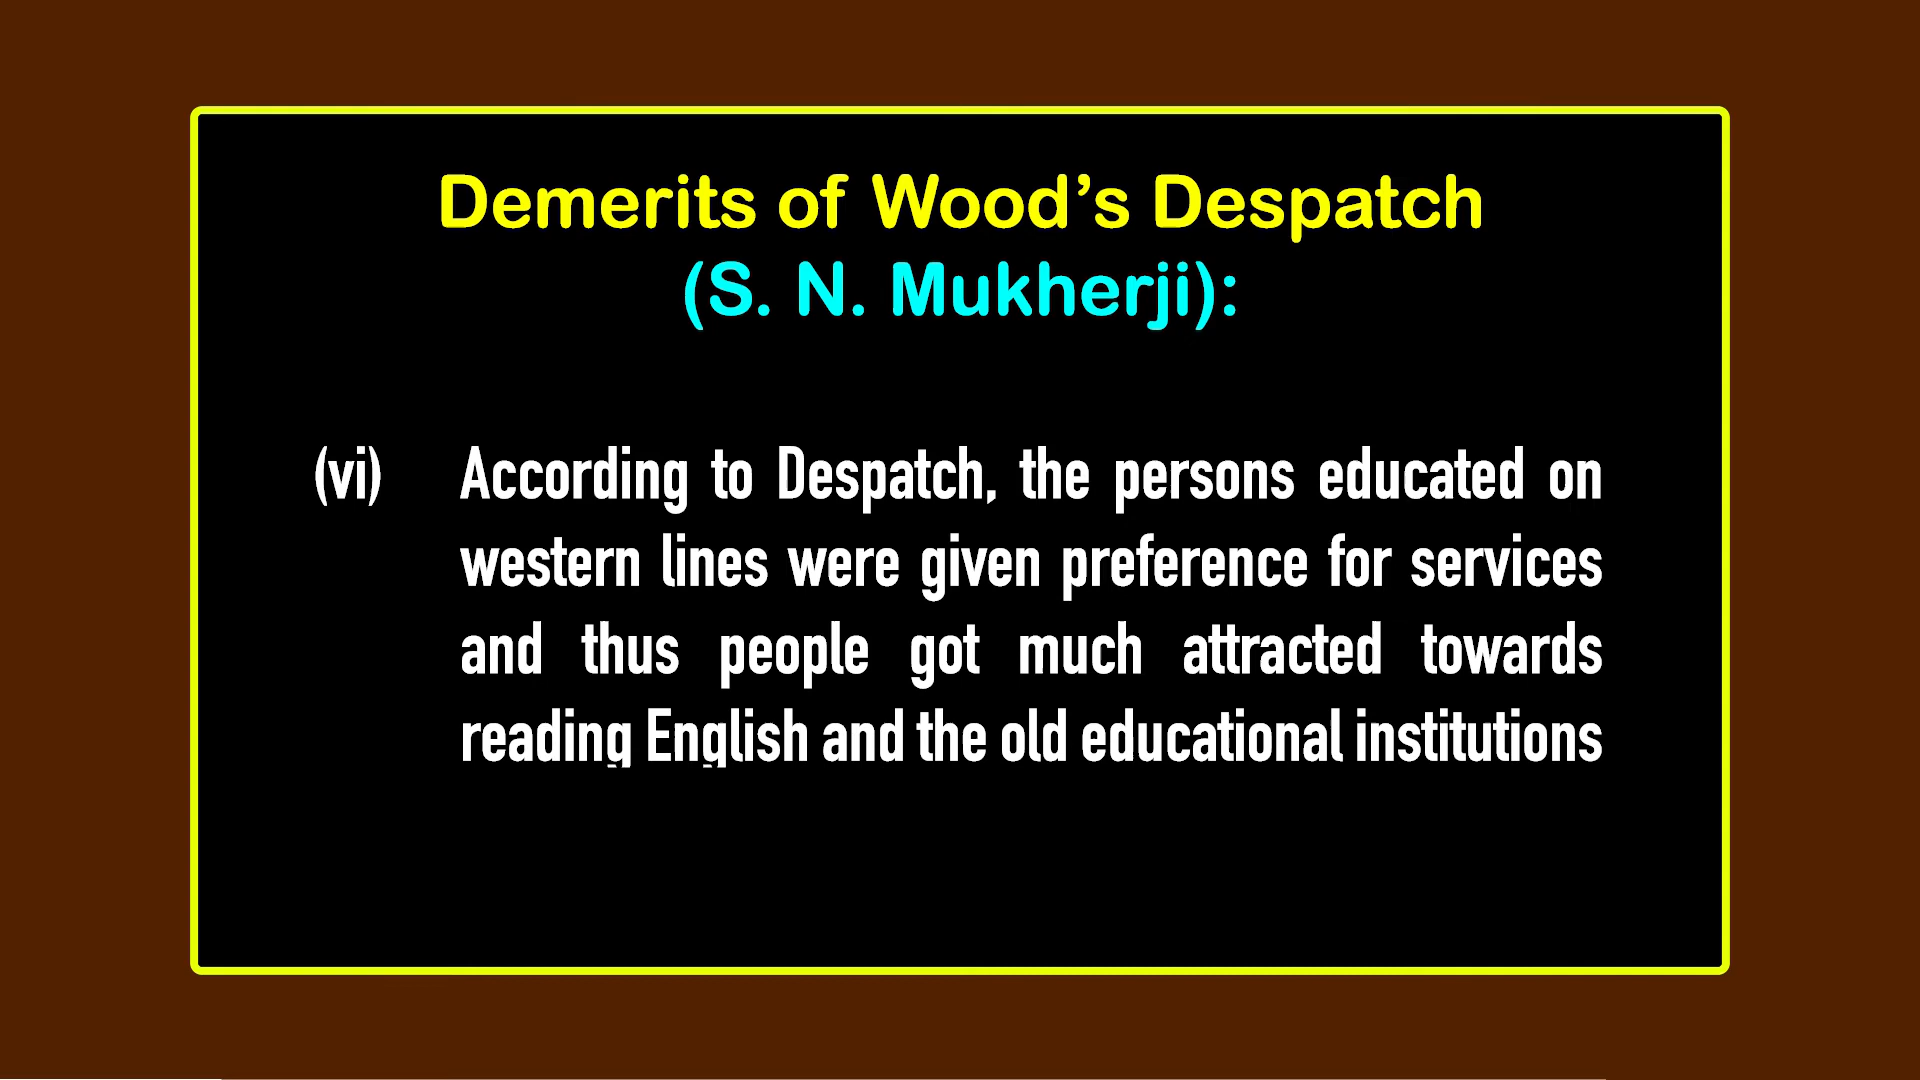 Demerits of Wood’s Despatch
(S. N. Mukherji):
(vi) According to Despatch, the persons educated on
western lines were given preference for services
and thus people got much attracted towards
reading English and the old educational institutions